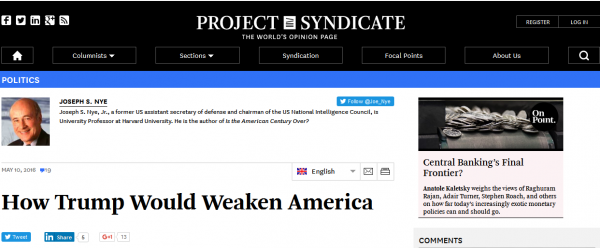 PROJECT SYNDICATE
THE WORLD'S OPINION PAGE
REGISTER
LOG IN
Columnists
Sections
Syndication
Focal Points
About Us
POLITICS
JOSEPH S. NYE
Follow @Joe_Nye
Joseph S. Nye, Jr., a former US assistant secretary of defense and chairman of the US National Intelligence Council, is
University Professor at Harvard University. He is the author of Is the American Century Over?
MAY 10, 2016 19
English
How Trump Would Weaken America
Tweet
in Share 5
G+1 13
On
Point.
Central Banking's Final
Frontier?
Anatole Kaletsky weighs the views of Raghuram
Rajan, Adair Turner, Stephen Roach, and others
on how far today's increasingly exotic monetary
policies can and should go.
COMMENTS